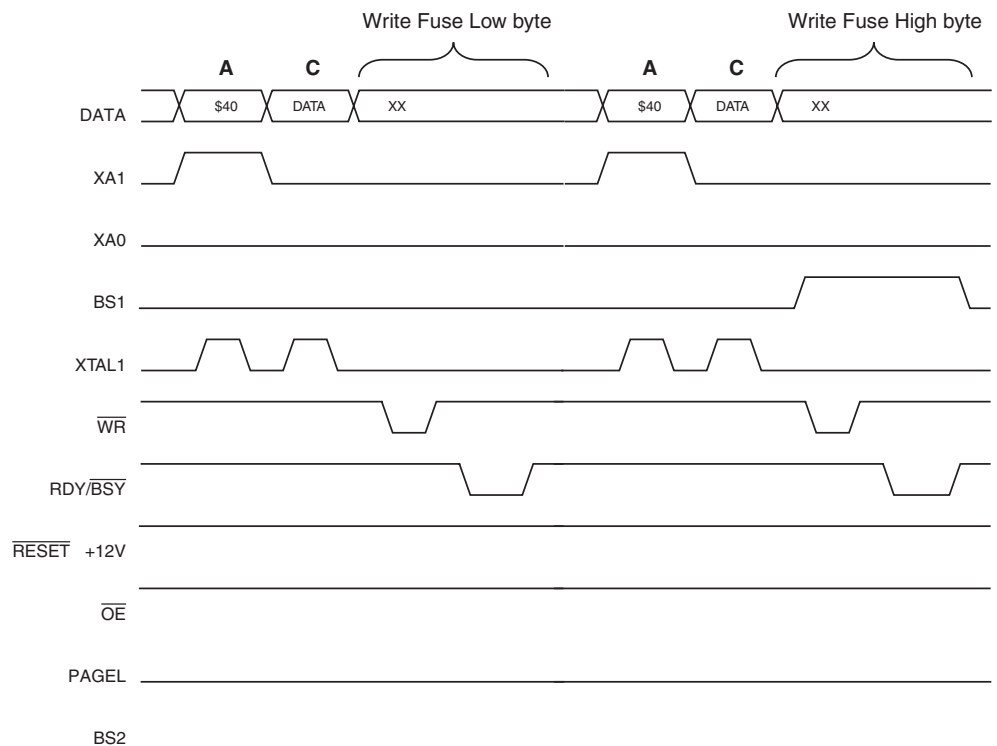 Write Fuse Low byte Write Fuse High byte
A C A C
DATA $40 DATA XX $40 DATA XX
XA1
XA0
BS1
XTAL1
WR
RDY/BSY
RESET +12V
OE
PAGEL
BS2